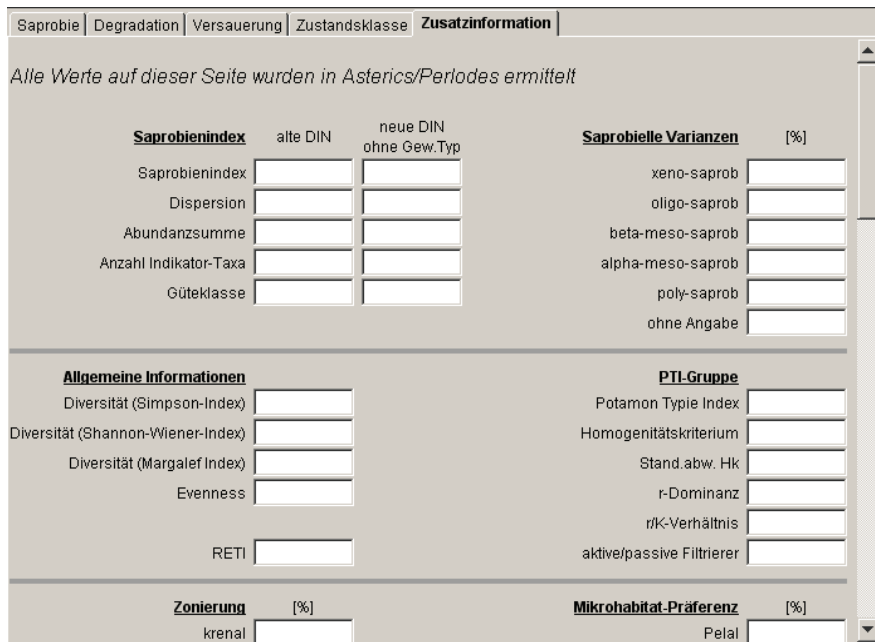 Saprobie Degradation Versauerung Zustandsklasse Zusatzinformation
Alle Werte auf dieser Seite wurden in Asterics/Perlodes ermittelt
Saprobienindex alte DIN neue DIN ohne Gew.Typ
Saprobienindex
Dispersion
Abundanzsumme
Anzahl Indikator-Taxa
Güteklasse
Saprobielle Varianzen [%]
xeno-saprob
oligo-saprob
beta-meso-saprob
alpha-meso-saprob
poly-saprob
ohne Angabe
Allgemeine Informationen
Diversität (Simpson-Index)
Diversität (Shannon-Wiener-Index)
Diversität (Margalef Index)
Evenness
RETI
PTI-Gruppe
Potamon Typie Index
Homogenitätskriterium
Stand.abw. Hk
r-Dominanz
r/K-Verhältnis
aktive/passive Filtrierer
Zonierung [%]
krenal
Mikrohabitat-Präferenz [%]
Pelal